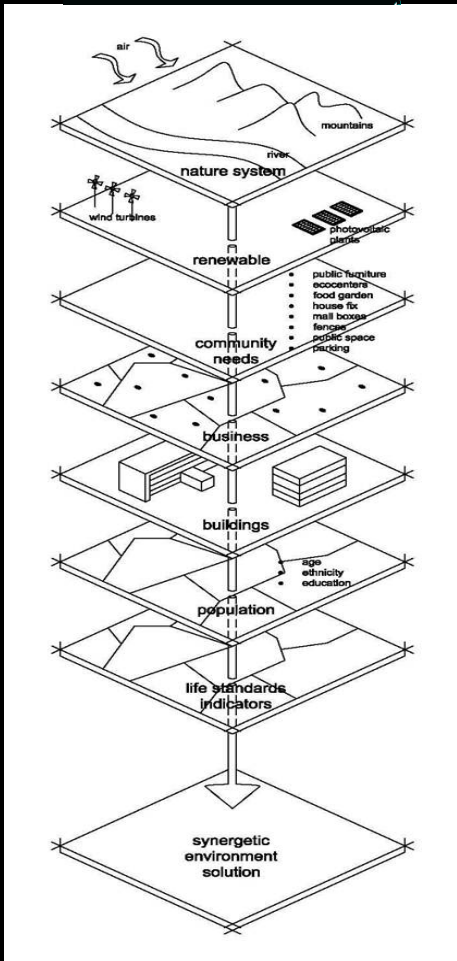 air
mountains
river
nature system
wind turbines
photovoltaic
plants
renewable
public furniture
ecocenters
food garden
house fix
mail boxes
fences
public space
parking
community
needs
business
buildings
age
ethnicity
education
population
life standards
indicators
synergetic
environment
solution